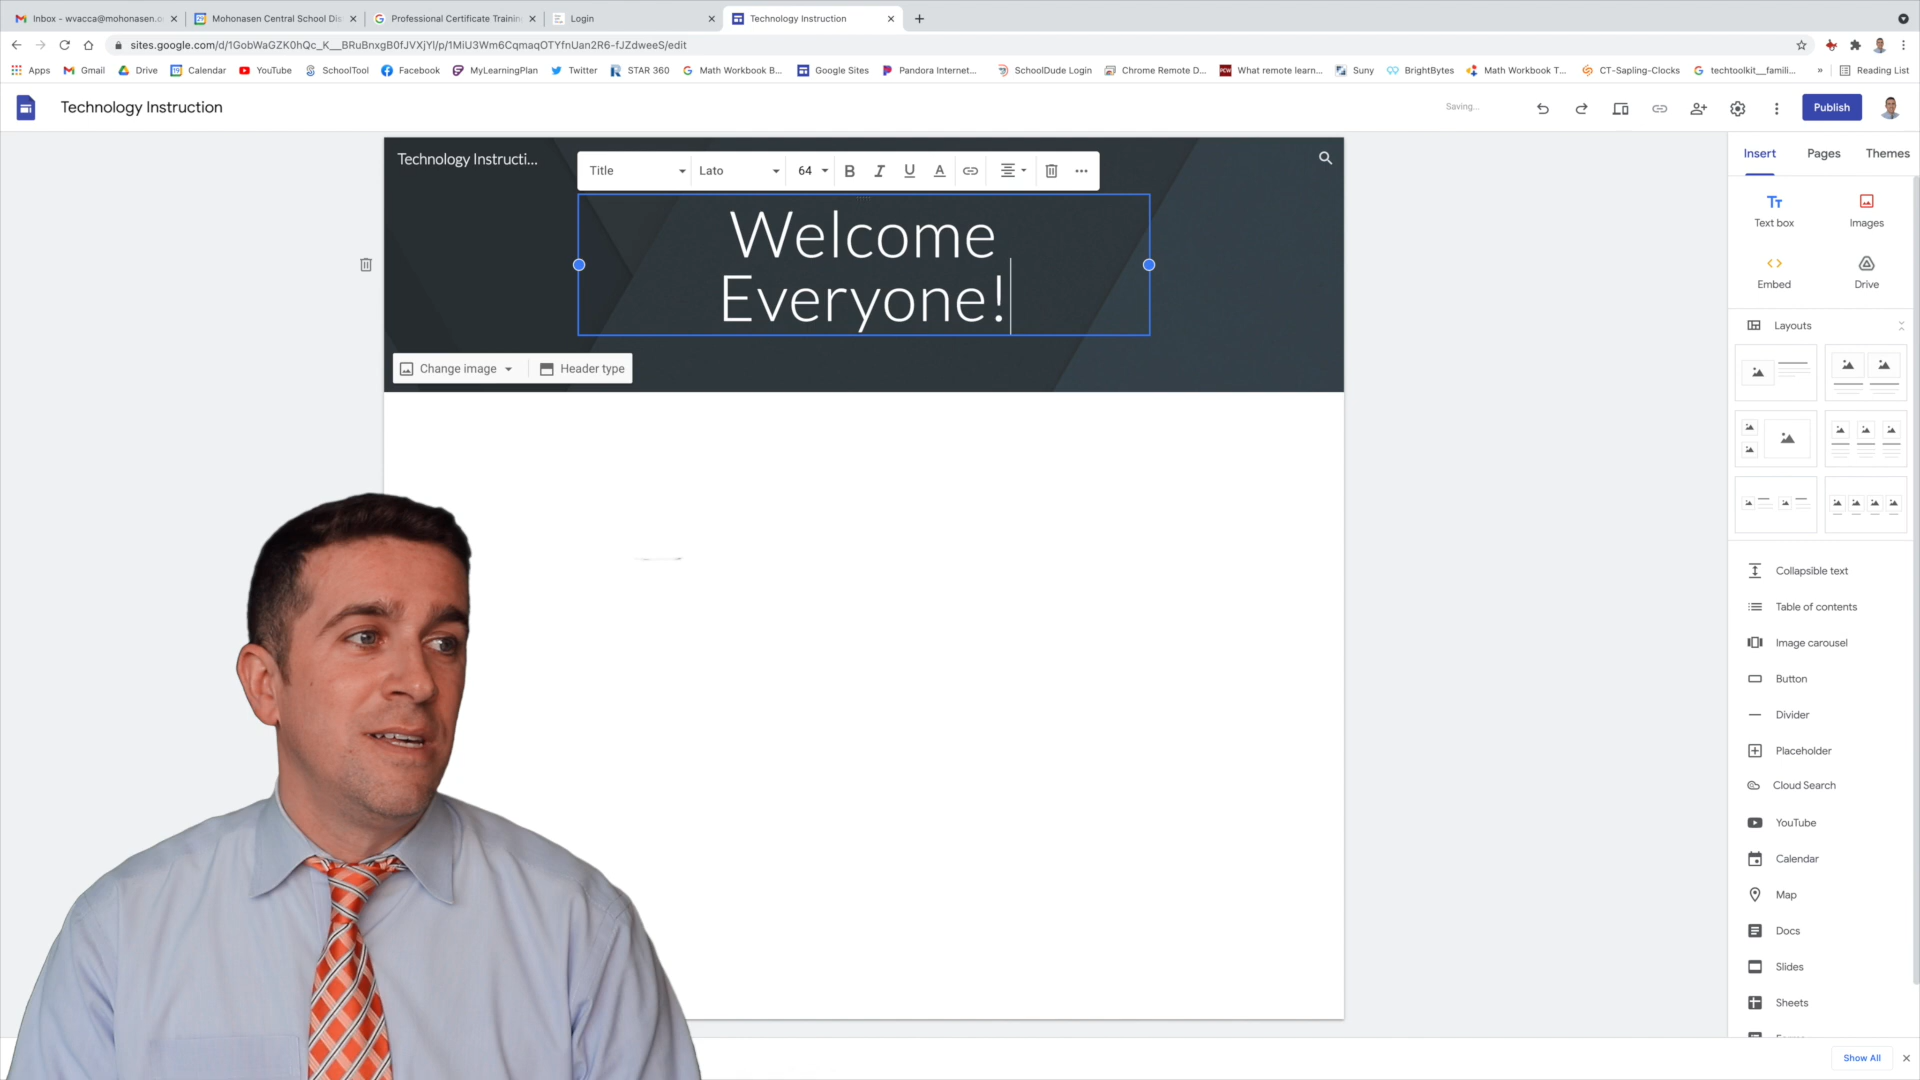 Inbox - wvacca@mohonasen.o
Mohonasen Central School Dis
Professional Certificate Trainin
Login
Technology Instruction
sites.google.com/d/1GobWaGZK0hQc_K__BRuBnxgB0fJVXjYl/p/1MiU3Wm6CqmaqOTYfnUan2R6-fJZdweeS/edit
Apps
Gmail
Drive
Calendar
YouTube
SchoolTool
Facebook
MyLearningPlan
Twitter
STAR 360
Math Workbook B...
Google Sites
Pandora Internet...
SchoolDude Login
Chrome Remote D...
What remote learn...
Suny
BrightBytes
Math Workbook T...
CT-Sapling-Clocks
techtoolkit__famili...
»
Reading List
Technology Instruction
Saving...
Publish
Technology Instructi...
Title
Lato
64
B
I
U
A
Welcome
Everyone!
Change image
Header type
Insert
Pages
Themes
Text box
Images
Embed
Drive
Layouts
Collapsible text
Table of contents
Image carousel
Button
Divider
Placeholder
Cloud Search
YouTube
Calendar
Map
Docs
Slides
Sheets
Show All